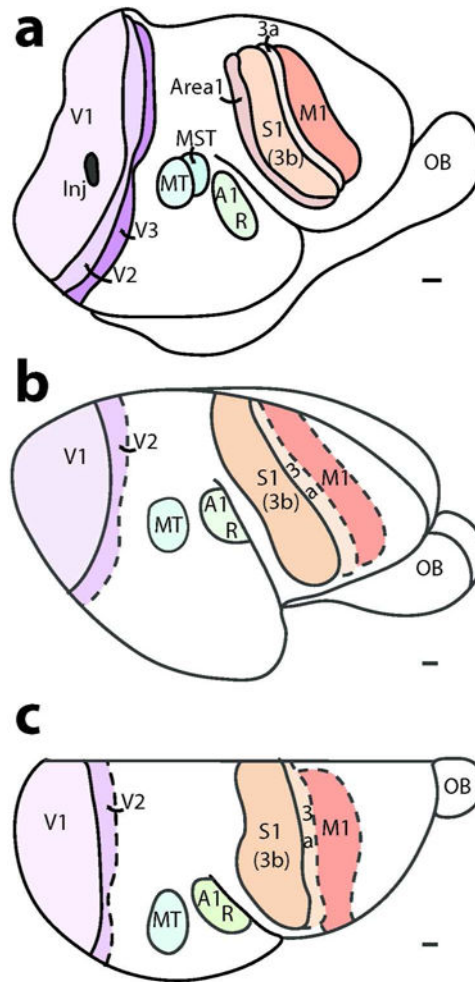 a
3a
Area1
V1
S1
(3b)
M1
MST
OB
Inj
MT
A1
R
V3
V2
b
V1
V2
S1
(3b)
3
a
M1
MT
A1
R
OB
c
V2
V1
S1
(3b)
3
a
M1
OB
MT
A1
R